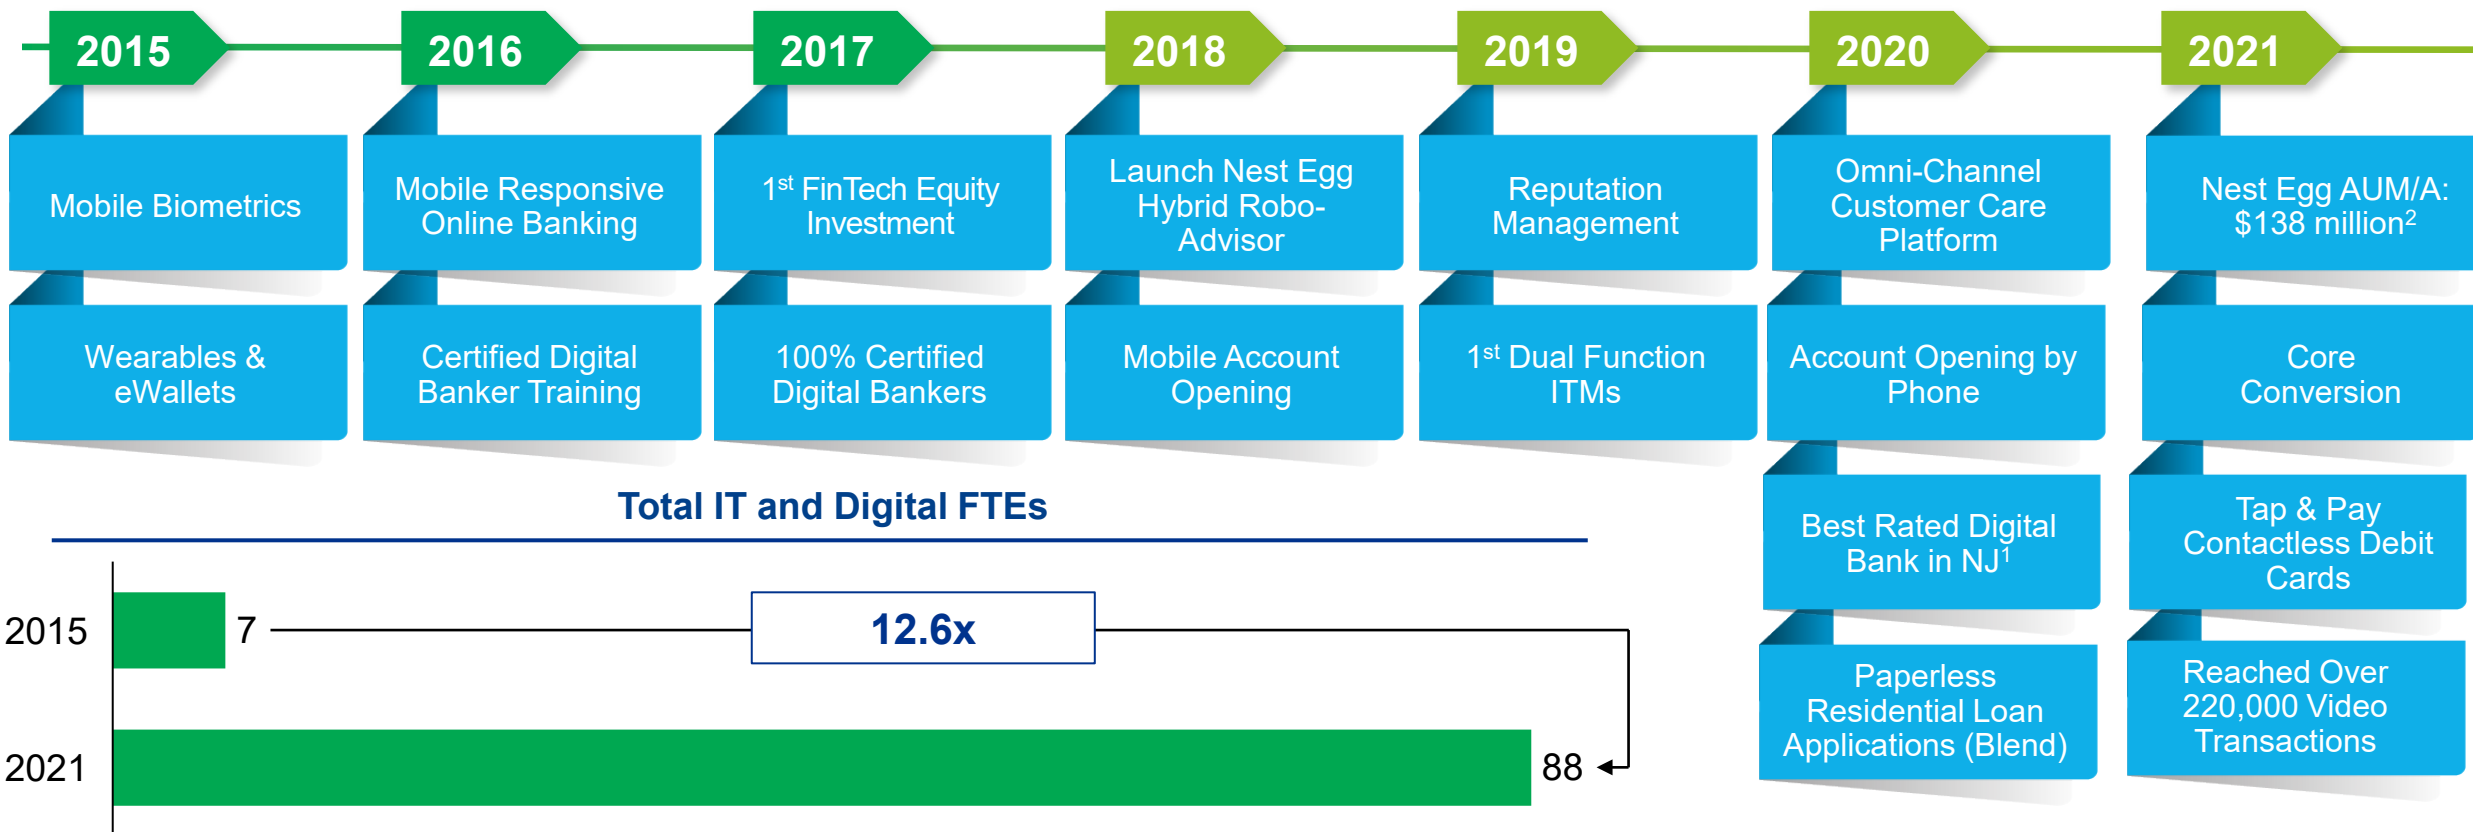 2015
2016
2017
2018
2019
2020
2021
Mobile Biometrics
Mobile Responsive
Online Banking
1st FinTech Equity
Investment
Launch Nest Egg
Hybrid Robo-
Advisor
Reputation
Management
Omni-Channel
Customer Care
Platform
Nest Egg AUM/A:
$138 million2
Wearables &
eWallets
Certified Digital
Banker Training
100% Certified
Digital Bankers
Mobile Account
Opening
1st Dual Function
ITMs
Account Opening by
Phone
Core
Conversion
Best Rated Digital
Bank in NJ1
Tap & Pay
Contactless Debit
Cards
Paperless
Residential Loan
Applications (Blend)
Reached Over
220,000 Video
Transactions
Total IT and Digital FTEs
2015
7
12.6x
2021
88